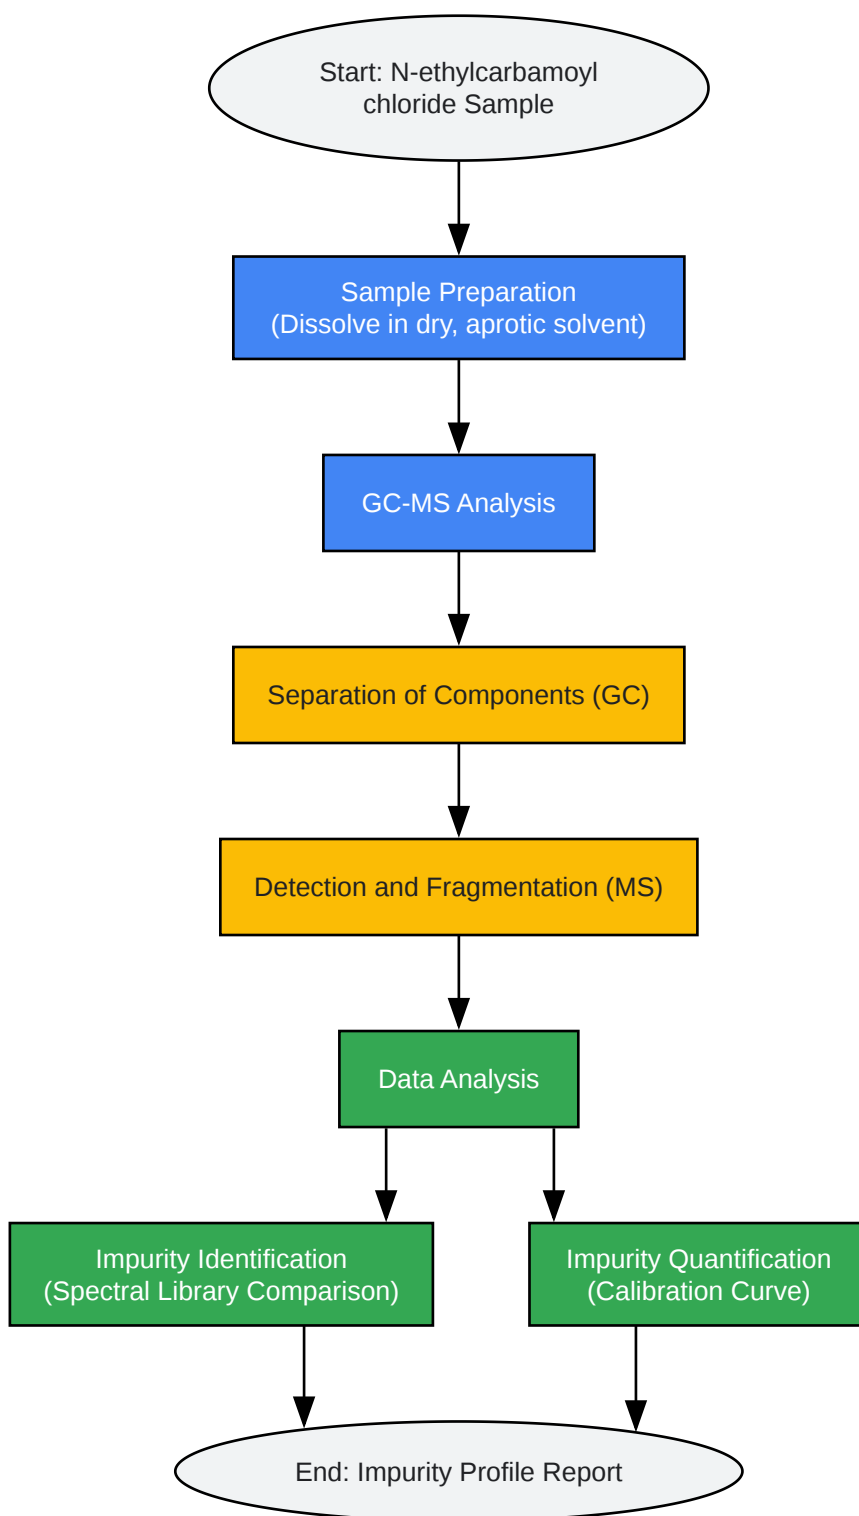 Start: N-ethylcarbamoyl
chloride Sample
Sample Preparation
(Dissolve in dry, aprotic solvent)
GC-MS Analysis
Separation of Components (GC)
Detection and Fragmentation (MS)
Data Analysis
Impurity Identification
(Spectral Library Comparison)
Impurity Quantification
(Calibration Curve)
End: Impurity Profile Report